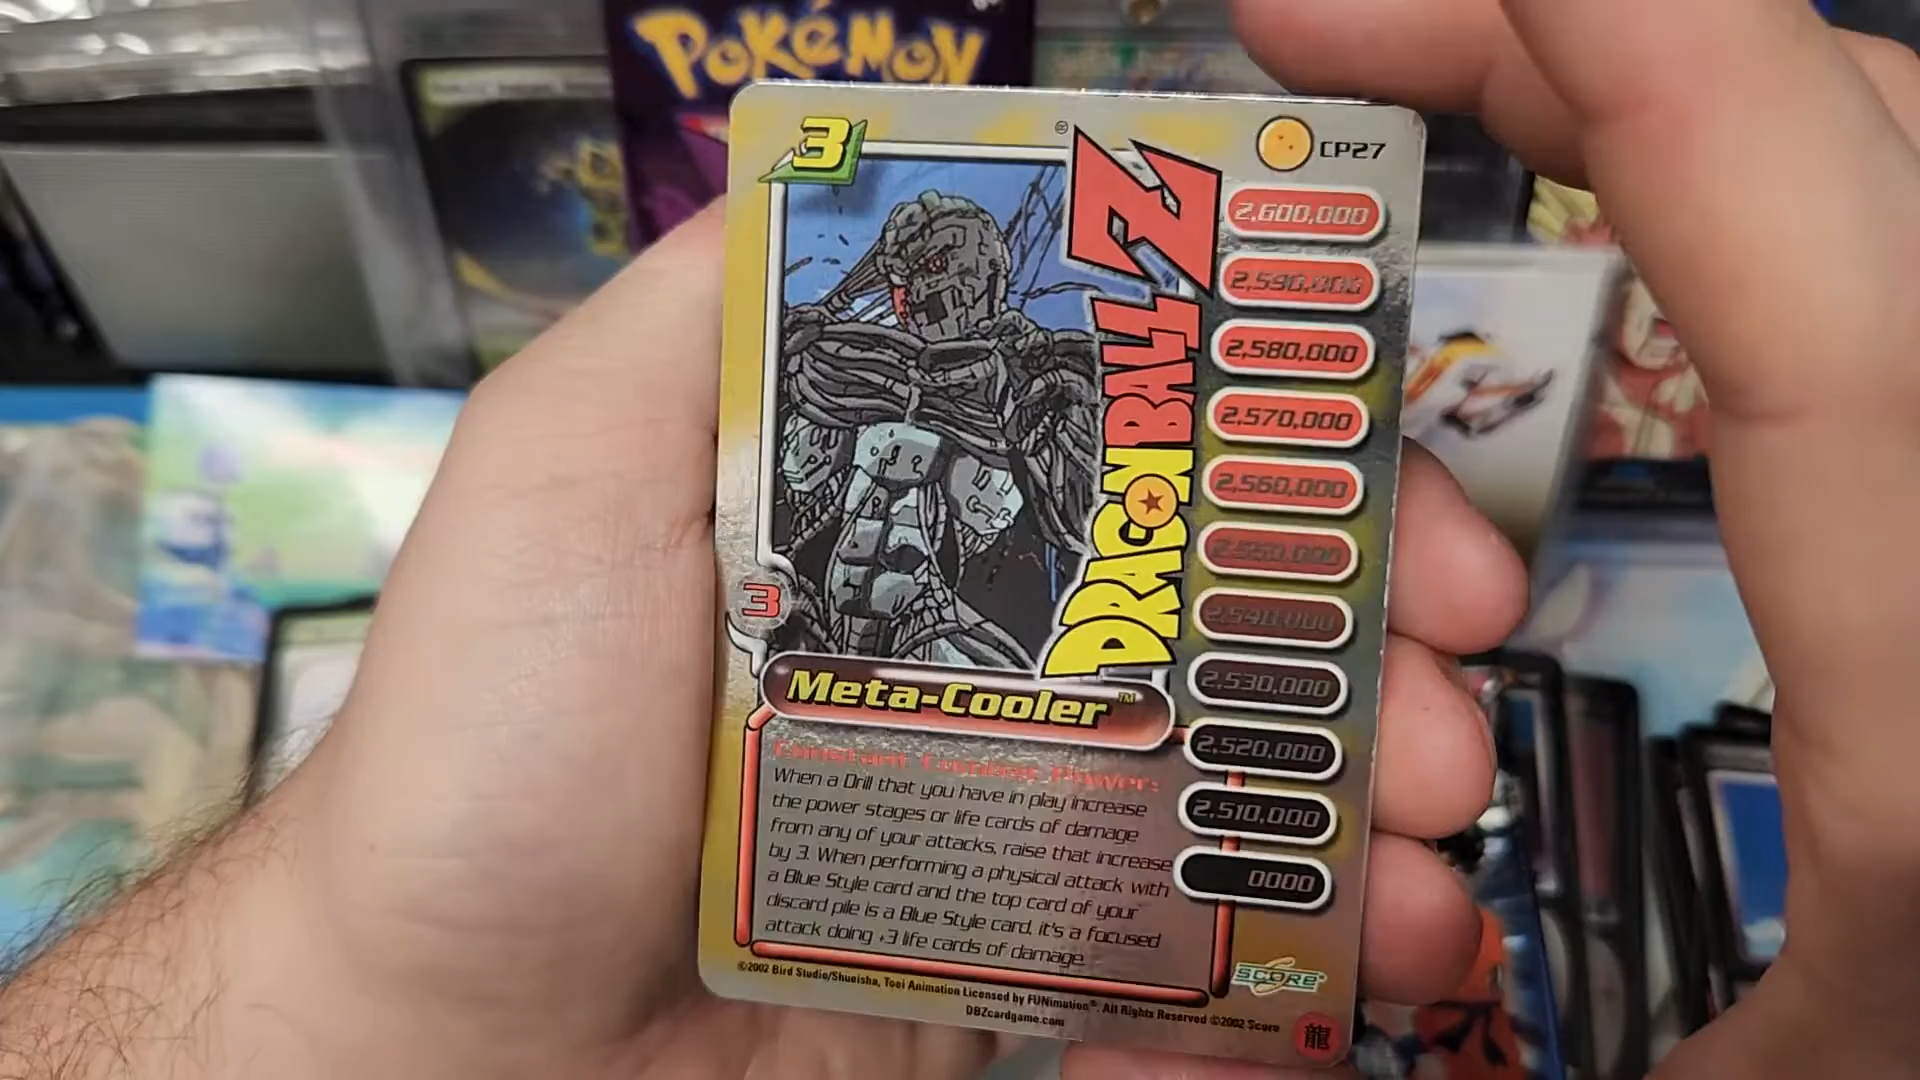 POKéMON
3
DRAGON BALL Z
CP27
2,600,000
2,590,000
2,580,000
2,570,000
2,560,000
2,550,000
2,540,000
2,530,000
2,520,000
2,510,000
0000
3
Meta-Cooler™
Constant Combat Power:
When a Drill that you have in play increase
the power stages or life cards of damage
from any of your attacks, raise that increase
by 3. When performing a physical attack with
a Blue Style card and the top card of your
discard pile is a Blue Style card, it's a focused
attack doing +3 life cards of damage.
SCORE®
©2002 Bird Studio/Shueisha, Toei Animation Licensed by FUNimation®. All Rights Reserved ©2002 Score
DBZcardgame.com
龍